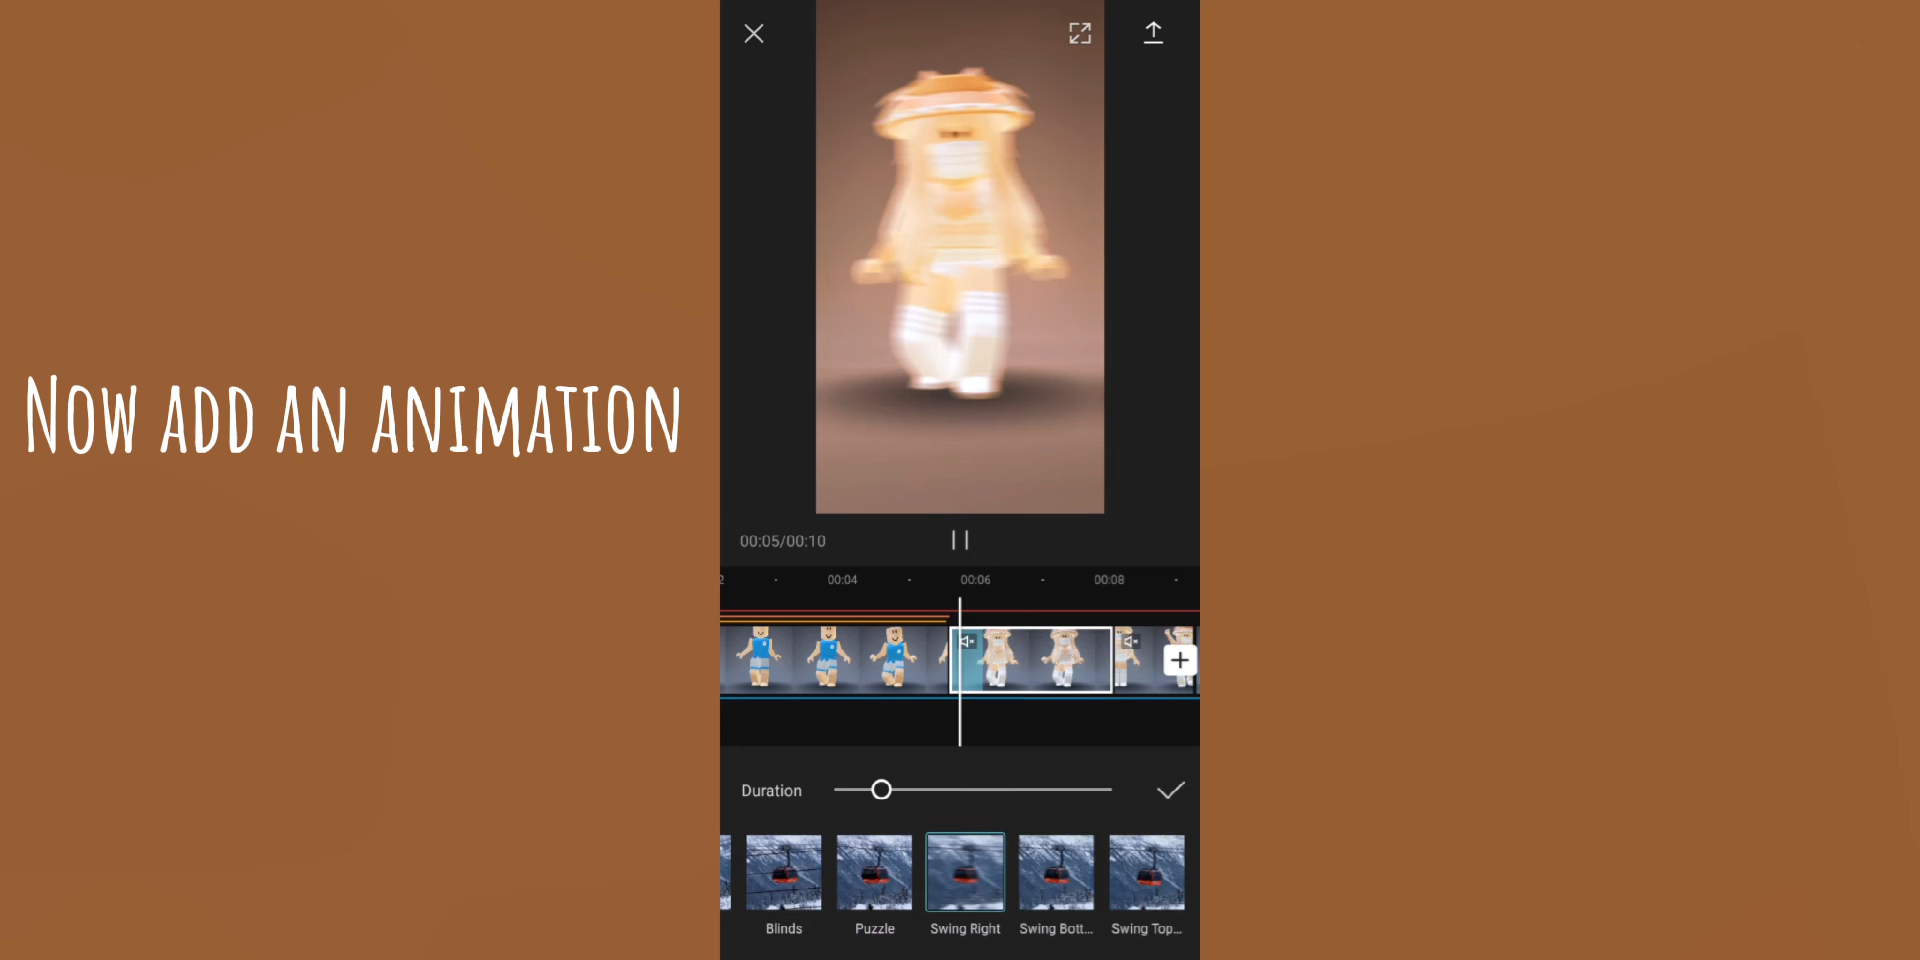 Now add an animation
00:05/00:10
2
00:04
00:06
00:08
Duration
Blinds
Puzzle
Swing Right
Swing Bott...
Swing Top...